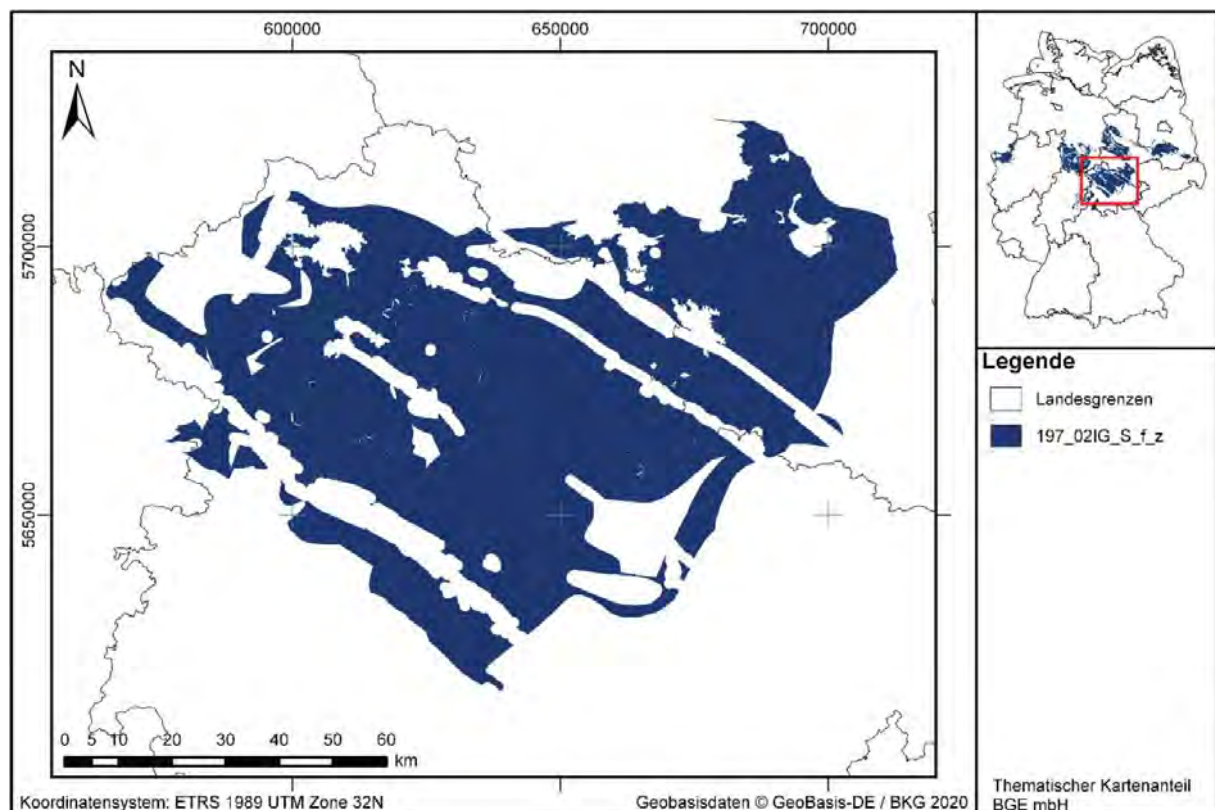 600000 650000 700000
N
5700000
5650000
0 5 10 20 30 40 50 60
km
Koordinatensystem: ETRS 1989 UTM Zone 32N
Geobasisdaten © GeoBasis-DE / BKG 2020
Legende
Landesgrenzen
197_02IG_S_f_z
Thematischer Kartenanteil
BGE mbH